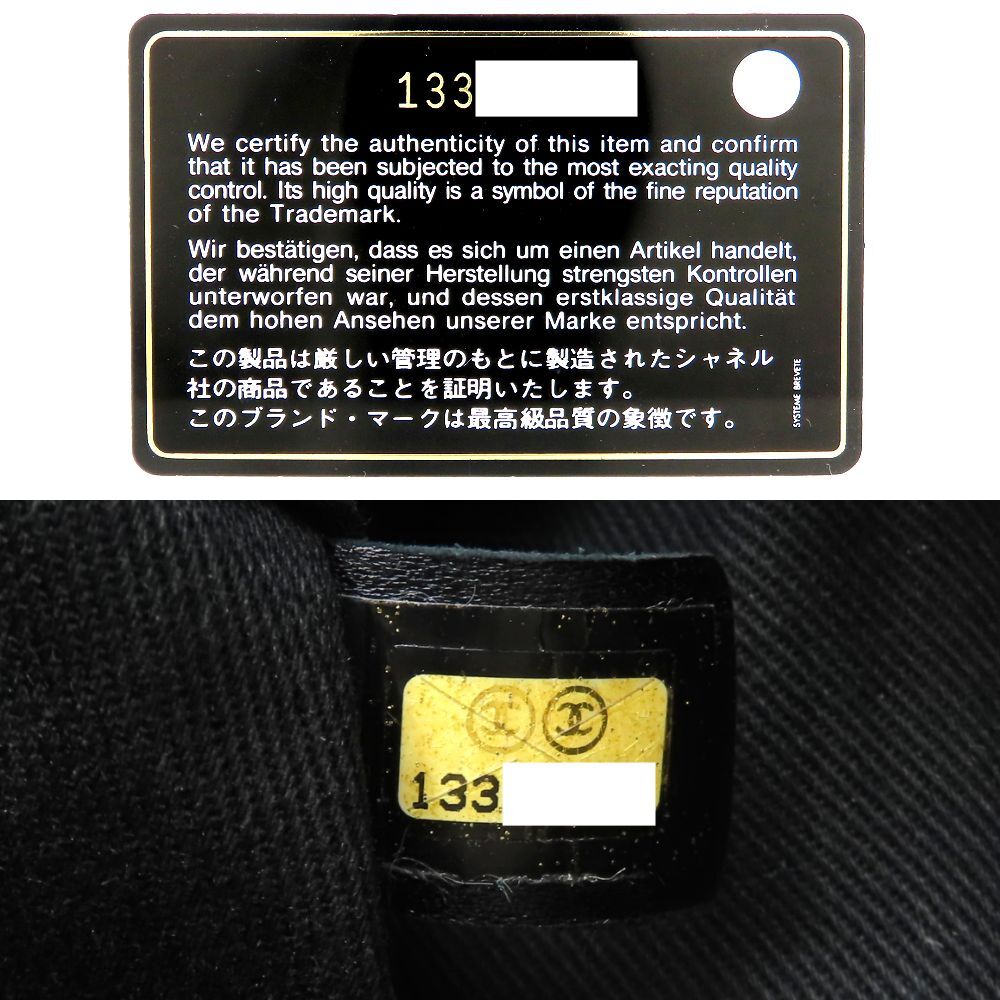 133
We certify the authenticity of this item and confirm
that it has been subjected to the most exacting quality
control. Its high quality is a symbol of the fine reputation
of the Trademark.
Wir bestätigen, dass es sich um einen Artikel handelt,
der während seiner Herstellung strengsten Kontrollen
unterworfen war, und dessen erstklassige Qualität
dem hohen Ansehen unserer Marke entspricht.
この製品は厳しい管理のもとに製造されたシャネル
社の商品であることを証明いたします。
このブランド・マークは最高級品質の象徴です。
SYSTEME BREVETE
133